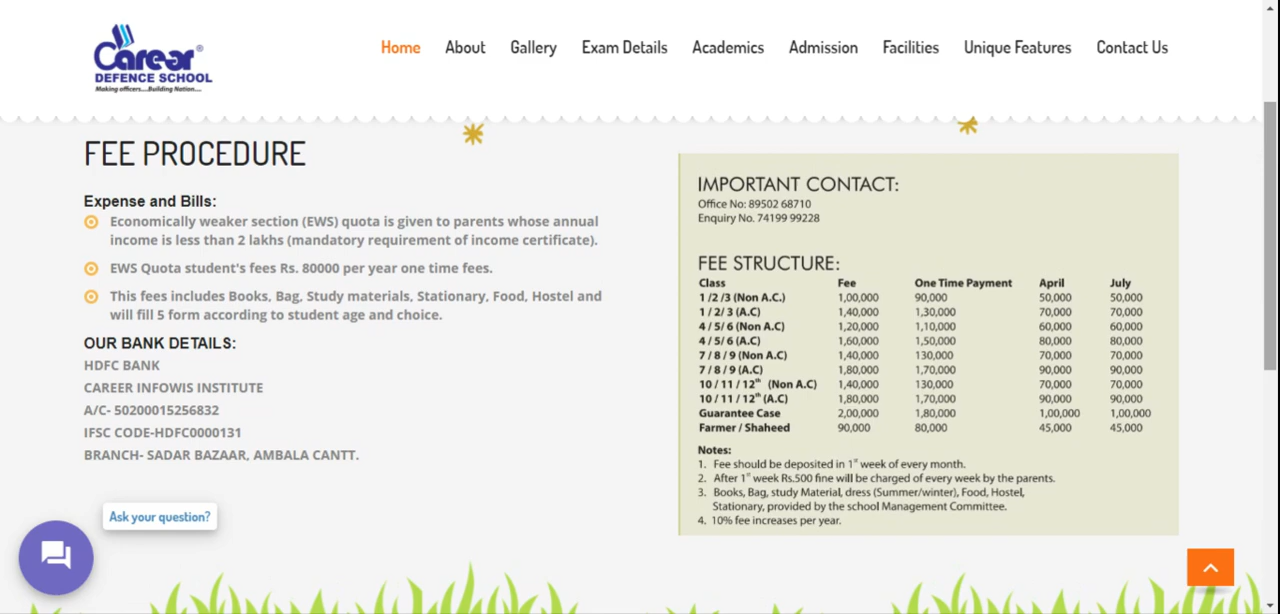 Carear®
DEFENCE SCHOOL
Making officers....Building Nation....
Home About Gallery Exam Details Academics Admission Facilities Unique Features Contact Us
FEE PROCEDURE
Expense and Bills:
Economically weaker section (EWS) quota is given to parents whose annual
income is less than 2 lakhs (mandatory requirement of income certificate).
EWS Quota student's fees Rs. 80000 per year one time fees.
This fees includes Books, Bag, Study materials, Stationary, Food, Hostel and
will fill 5 form according to student age and choice.
OUR BANK DETAILS:
HDFC BANK
CAREER INFOWIS INSTITUTE
A/C- 50200015256832
IFSC CODE-HDFC0000131
BRANCH- SADAR BAZAAR, AMBALA CANTT.
Ask your question?
IMPORTANT CONTACT:
Office No: 89502 68710
Enquiry No. 74199 99228
FEE STRUCTURE:
Class Fee One Time Payment April July
1 /2 /3 (Non A.C.) 1,00,000 90,000 50,000 50,000
1 / 2 / 3 (A.C) 1,40,000 1,30,000 70,000 70,000
4 / 5 / 6 (Non A.C) 1,20,000 1,10,000 60,000 60,000
4 / 5 / 6 (A.C) 1,60,000 1,50,000 80,000 80,000
7 / 8 / 9 (Non A.C) 1,40,000 130,000 70,000 70,000
7 / 8 / 9 (A.C) 1,80,000 1,70,000 90,000 90,000
10 / 11 / 12th (Non A.C) 1,40,000 130,000 70,000 70,000
10 / 11 / 12th (A.C) 1,80,000 1,70,000 90,000 90,000
Guarantee Case 2,00,000 1,80,000 1,00,000 1,00,000
Farmer / Shaheed 90,000 80,000 45,000 45,000
Notes:
1. Fee should be deposited in 1st week of every month.
2. After 1st week Rs.500 fine will be charged of every week by the parents.
3. Books, Bag, study Material, dress (Summer/winter), Food, Hostel,
Stationary, provided by the school Management Committee.
4. 10% fee increases per year.